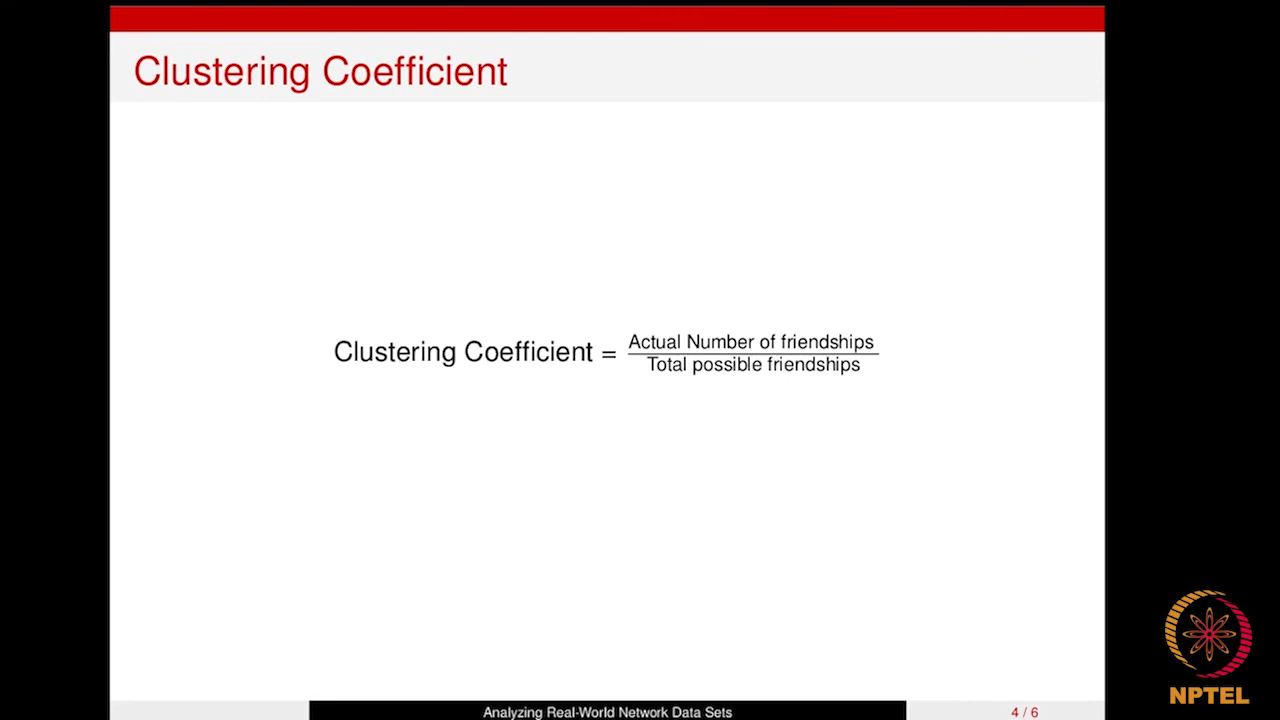 Clustering Coefficient
Clustering Coefficient = Actual Number of friendships
Total possible friendships
Analyzing Real-World Network Data Sets
4 / 6
NPTEL